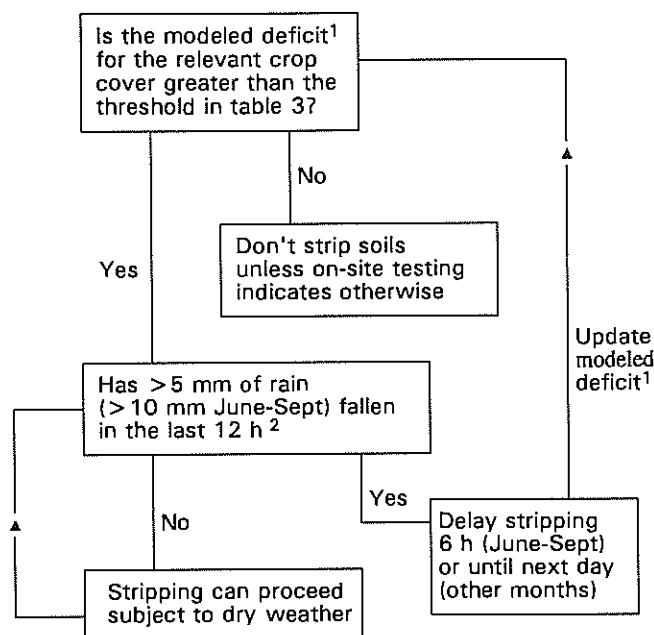 Is the modeled deficit¹
for the relevant crop
cover greater than the
threshold in table 3?
No
Don't strip soils
unless on-site testing
indicates otherwise
Yes
Update
modeled
deficit¹
Has >5 mm of rain
(>10 mm June-Sept) fallen
in the last 12 h ²
Yes
No
Delay stripping
6 h (June-Sept)
or until next day
(other months)
Stripping can proceed
subject to dry weather